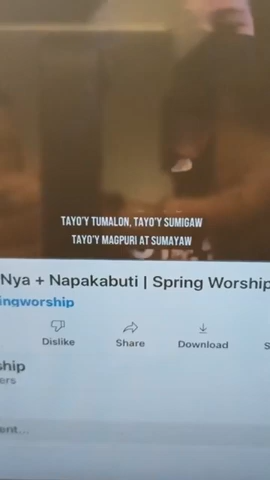 TAYO'Y TUMALON, TAYO'Y SUMIGAW
TAYO'Y MAGPURI AT SUMAYAW
Nya + Napakabuti | Spring Worship
ingworship
Dislike Share Download S
ship
ers
ent...